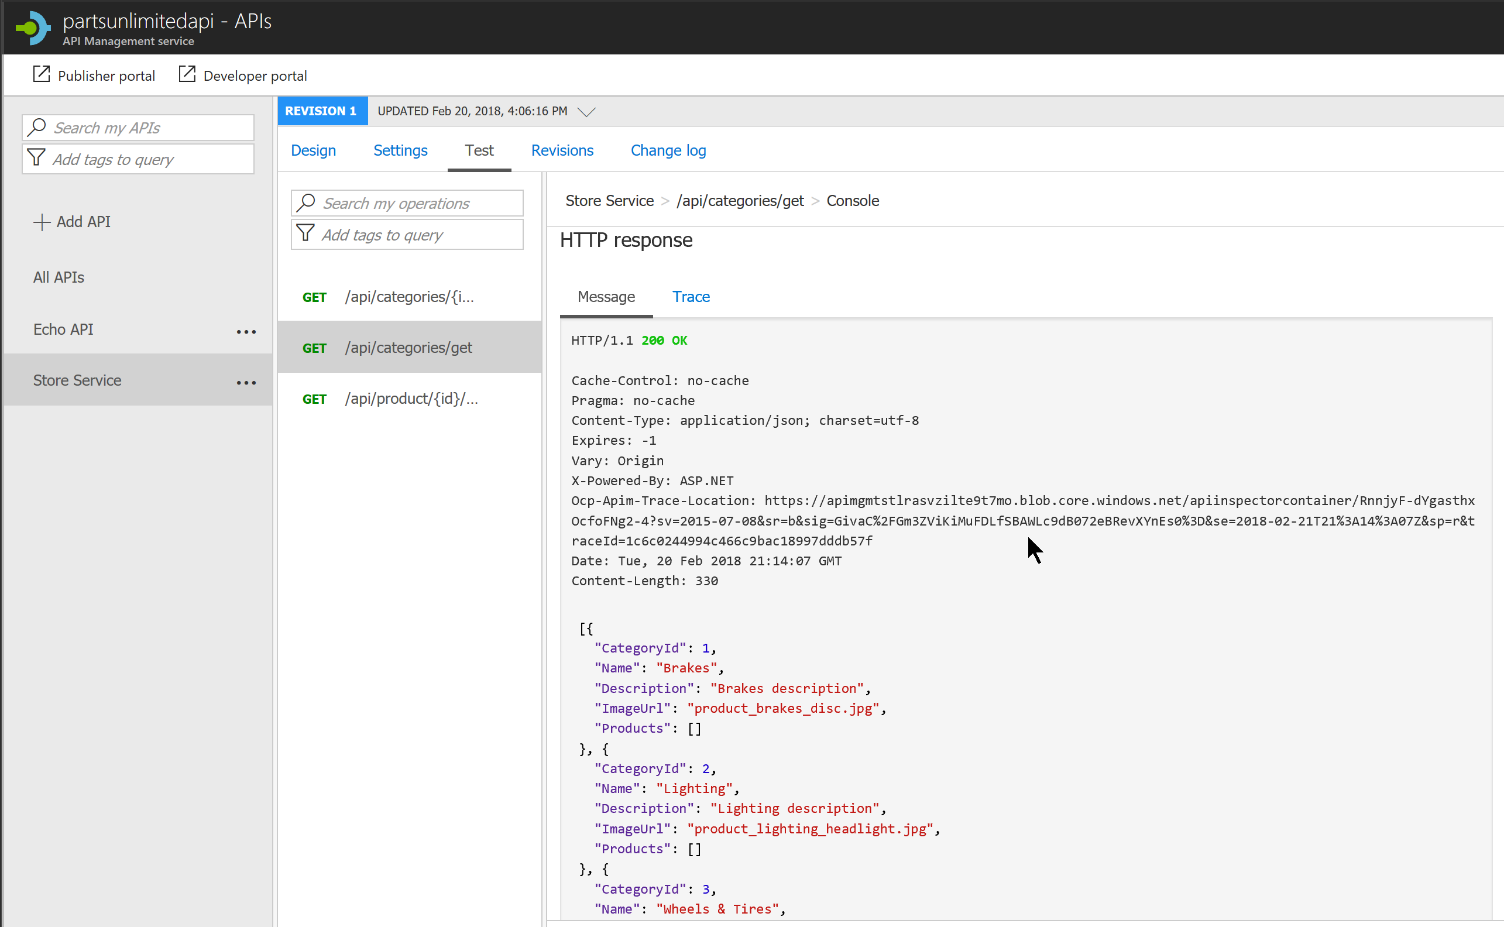 partsunlimitedapi - APIs
API Management service
Publisher portal
Developer portal
Search my APIs
Add tags to query
Add API
All APIs
Echo API
Store Service
REVISION 1
UPDATED Feb 20, 2018, 4:06:16 PM
Design
Settings
Test
Revisions
Change log
Search my operations
Add tags to query
GET /api/categories/{i...
GET /api/categories/get
GET /api/product/{id}/...
Store Service > /api/categories/get > Console
HTTP response
Message
Trace
HTTP/1.1 200 OK
Cache-Control: no-cache
Pragma: no-cache
Content-Type: application/json; charset=utf-8
Expires: -1
Vary: Origin
X-Powered-By: ASP.NET
Ocp-Apim-Trace-Location: https://apimgmtstlrasvzilte9t7mo.blob.core.windows.net/apiinspectorcontainer/RnnjyF-dYgasthx
OcfoFNg2-4?sv=2015-07-08&sr=b&sig=GivaC%2FGm3ZViKiMuFDLfSBAWLc9dB072eBRevXYnEs0%3D&se=2018-02-21T21%3A14%3A07Z&sp=r&t
raceId=1c6c0244994c466c9bac18997dddb57f
Date: Tue, 20 Feb 2018 21:14:07 GMT
Content-Length: 330
[{
"CategoryId": 1,
"Name": "Brakes",
"Description": "Brakes description",
"ImageUrl": "product_brakes_disc.jpg",
"Products": []
}, {
"CategoryId": 2,
"Name": "Lighting",
"Description": "Lighting description",
"ImageUrl": "product_lighting_headlight.jpg",
"Products": []
}, {
"CategoryId": 3,
"Name": "Wheels & Tires",